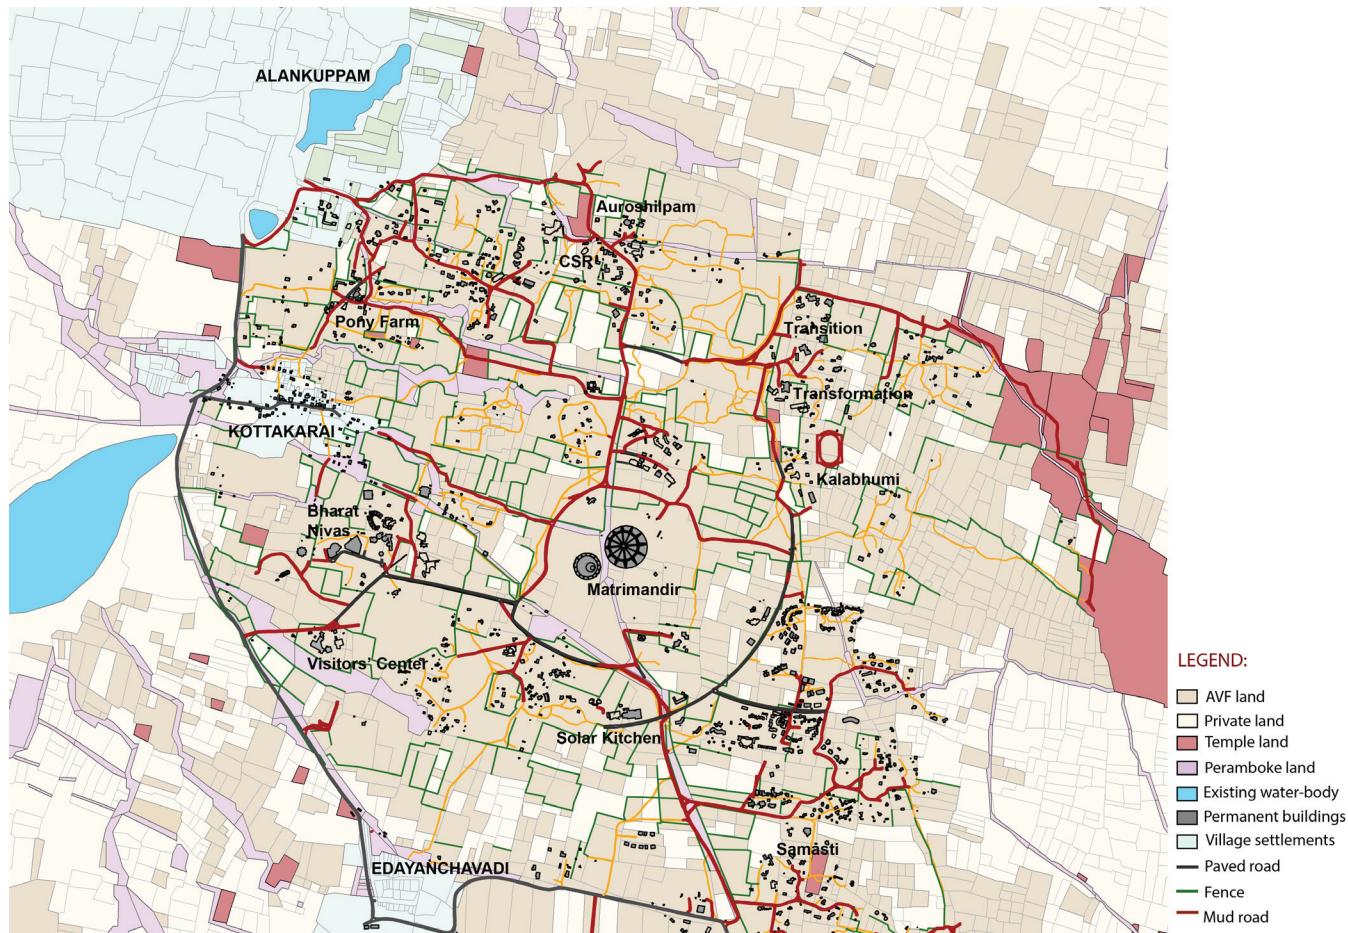 ALANKUPPAM
Auroshilpam
CSR
Pony Farm
Transition
Transformation
KOTTAKARAI
Kalabhumi
Bharat
Nivas
Matrimandir
Visitors' Center
Solar Kitchen
Samasti
EDAYANCHAVADI
LEGEND:
AVF land
Private land
Temple land
Peramboke land
Existing water-body
Permanent buildings
Village settlements
Paved road
Fence
Mud road